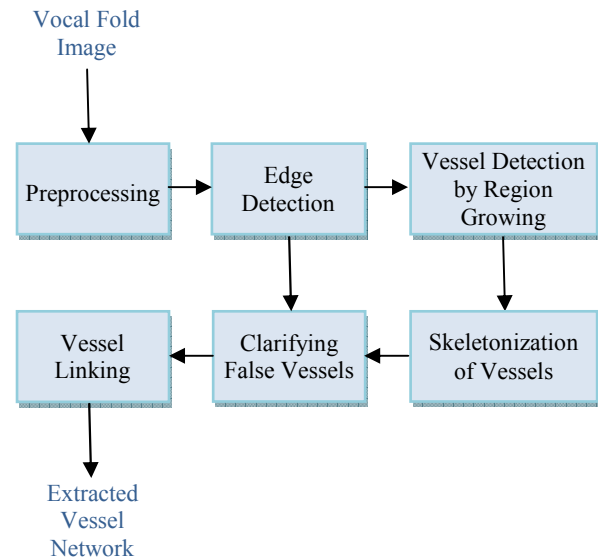 Vocal Fold
Image
Preprocessing
Edge
Detection
Vessel Detection
by Region
Growing
Vessel
Linking
Clarifying
False Vessels
Skeletonization
of Vessels
Extracted
Vessel
Network